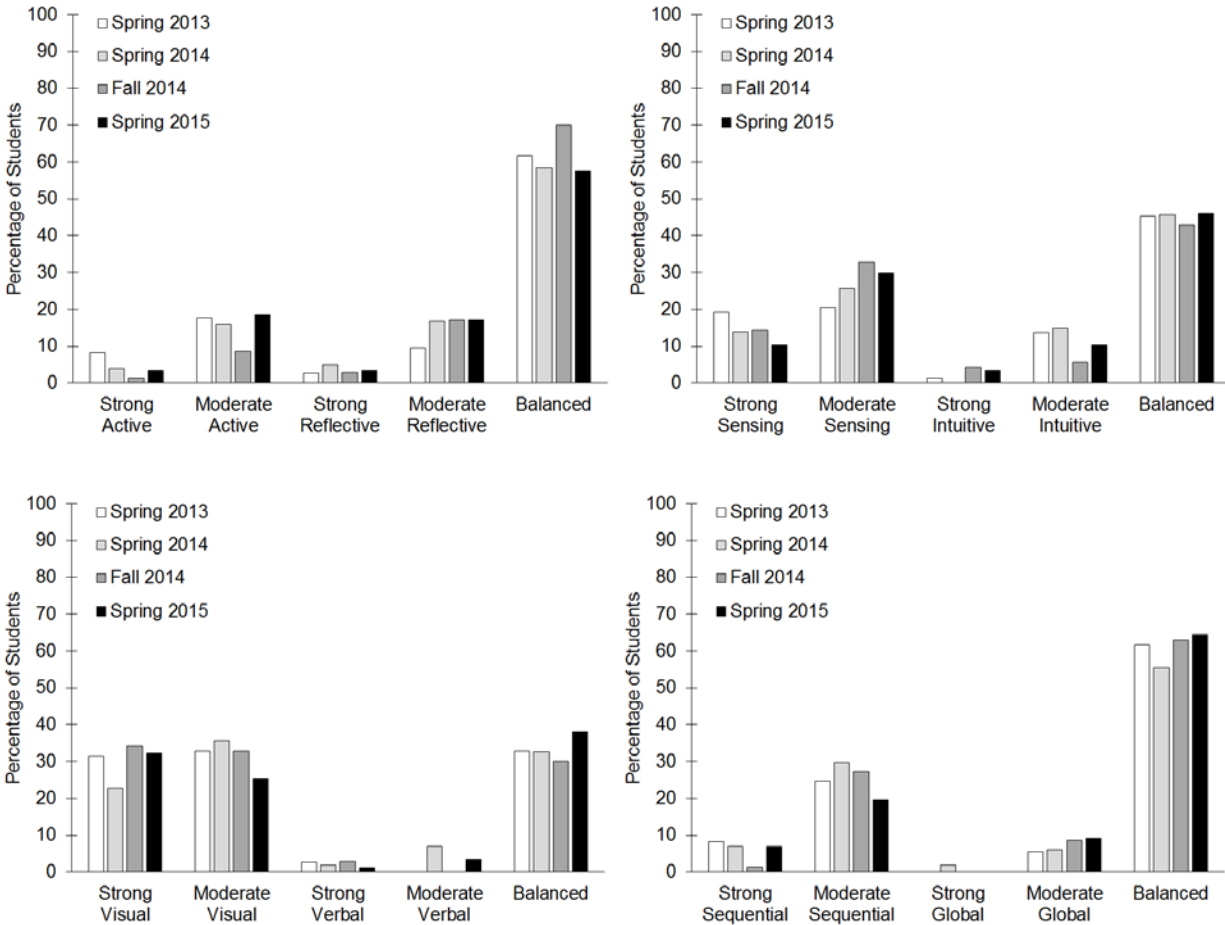 100
90
80
70
60
50
40
30
20
10
0
Percentage of Students
Spring 2013
Spring 2014
Fall 2014
Spring 2015
Strong Active
Moderate Active
Strong Reflective
Moderate Reflective
Balanced
100
90
80
70
60
50
40
30
20
10
0
Percentage of Students
Spring 2013
Spring 2014
Fall 2014
Spring 2015
Strong Sensing
Moderate Sensing
Strong Intuitive
Moderate Intuitive
Balanced
100
90
80
70
60
50
40
30
20
10
0
Percentage of Students
Spring 2013
Spring 2014
Fall 2014
Spring 2015
Strong Visual
Moderate Visual
Strong Verbal
Moderate Verbal
Balanced
100
90
80
70
60
50
40
30
20
10
0
Percentage of Students
Spring 2013
Spring 2014
Fall 2014
Spring 2015
Strong Sequential
Moderate Sequential
Strong Global
Moderate Global
Balanced